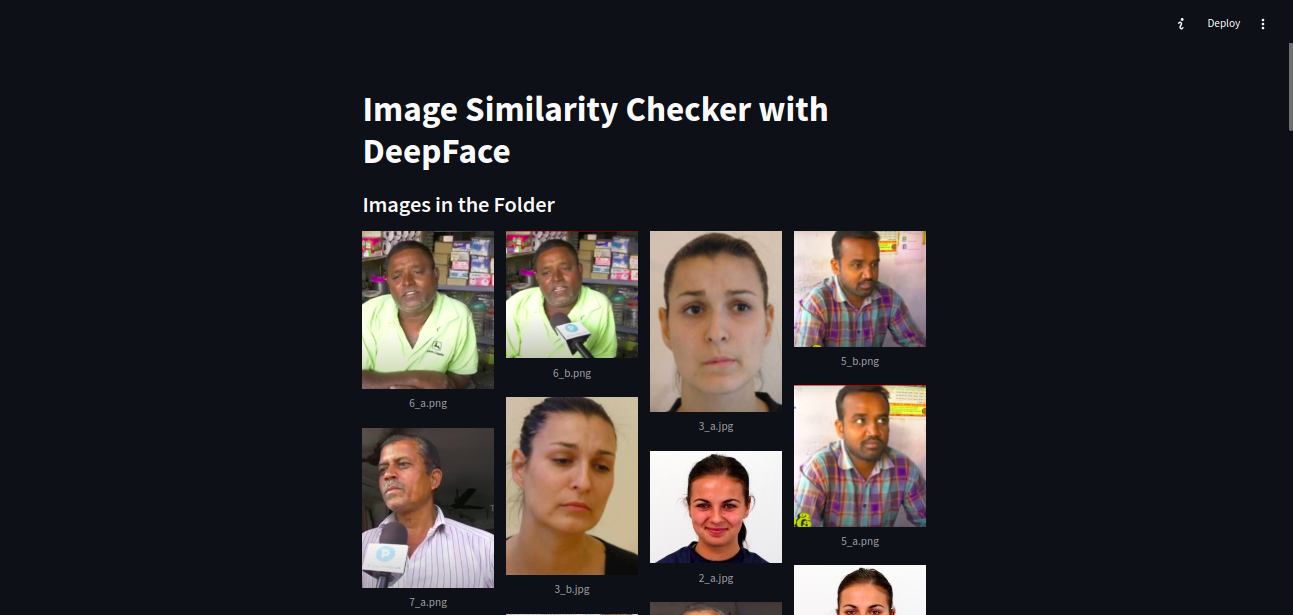 Deploy
Image Similarity Checker with
DeepFace
Images in the Folder
6_a.png
6_b.png
3_a.jpg
5_b.png
7_a.png
3_b.jpg
2_a.jpg
5_a.png